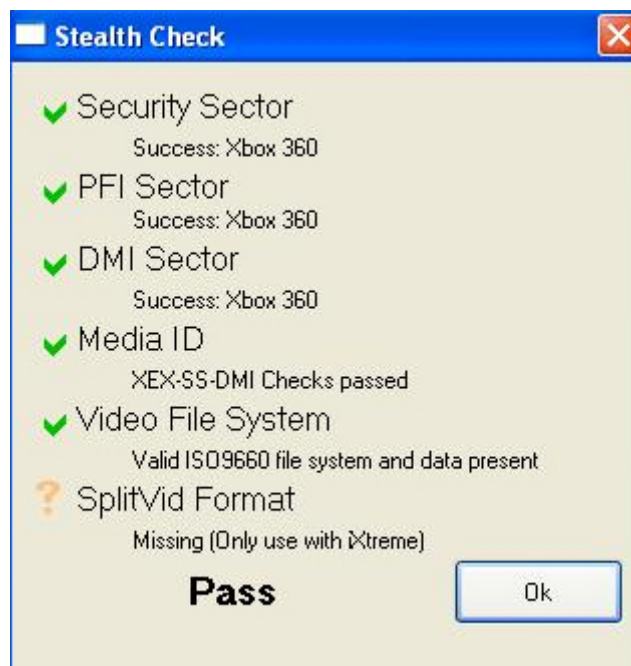 Stealth Check
Security Sector
Success: Xbox 360
PFI Sector
Success: Xbox 360
DMI Sector
Success: Xbox 360
Media ID
XEX-SS-DMI Checks passed
Video File System
Valid ISO9660 file system and data present
SplitVid Format
Missing (Only use with iXtreme)
Pass
Ok